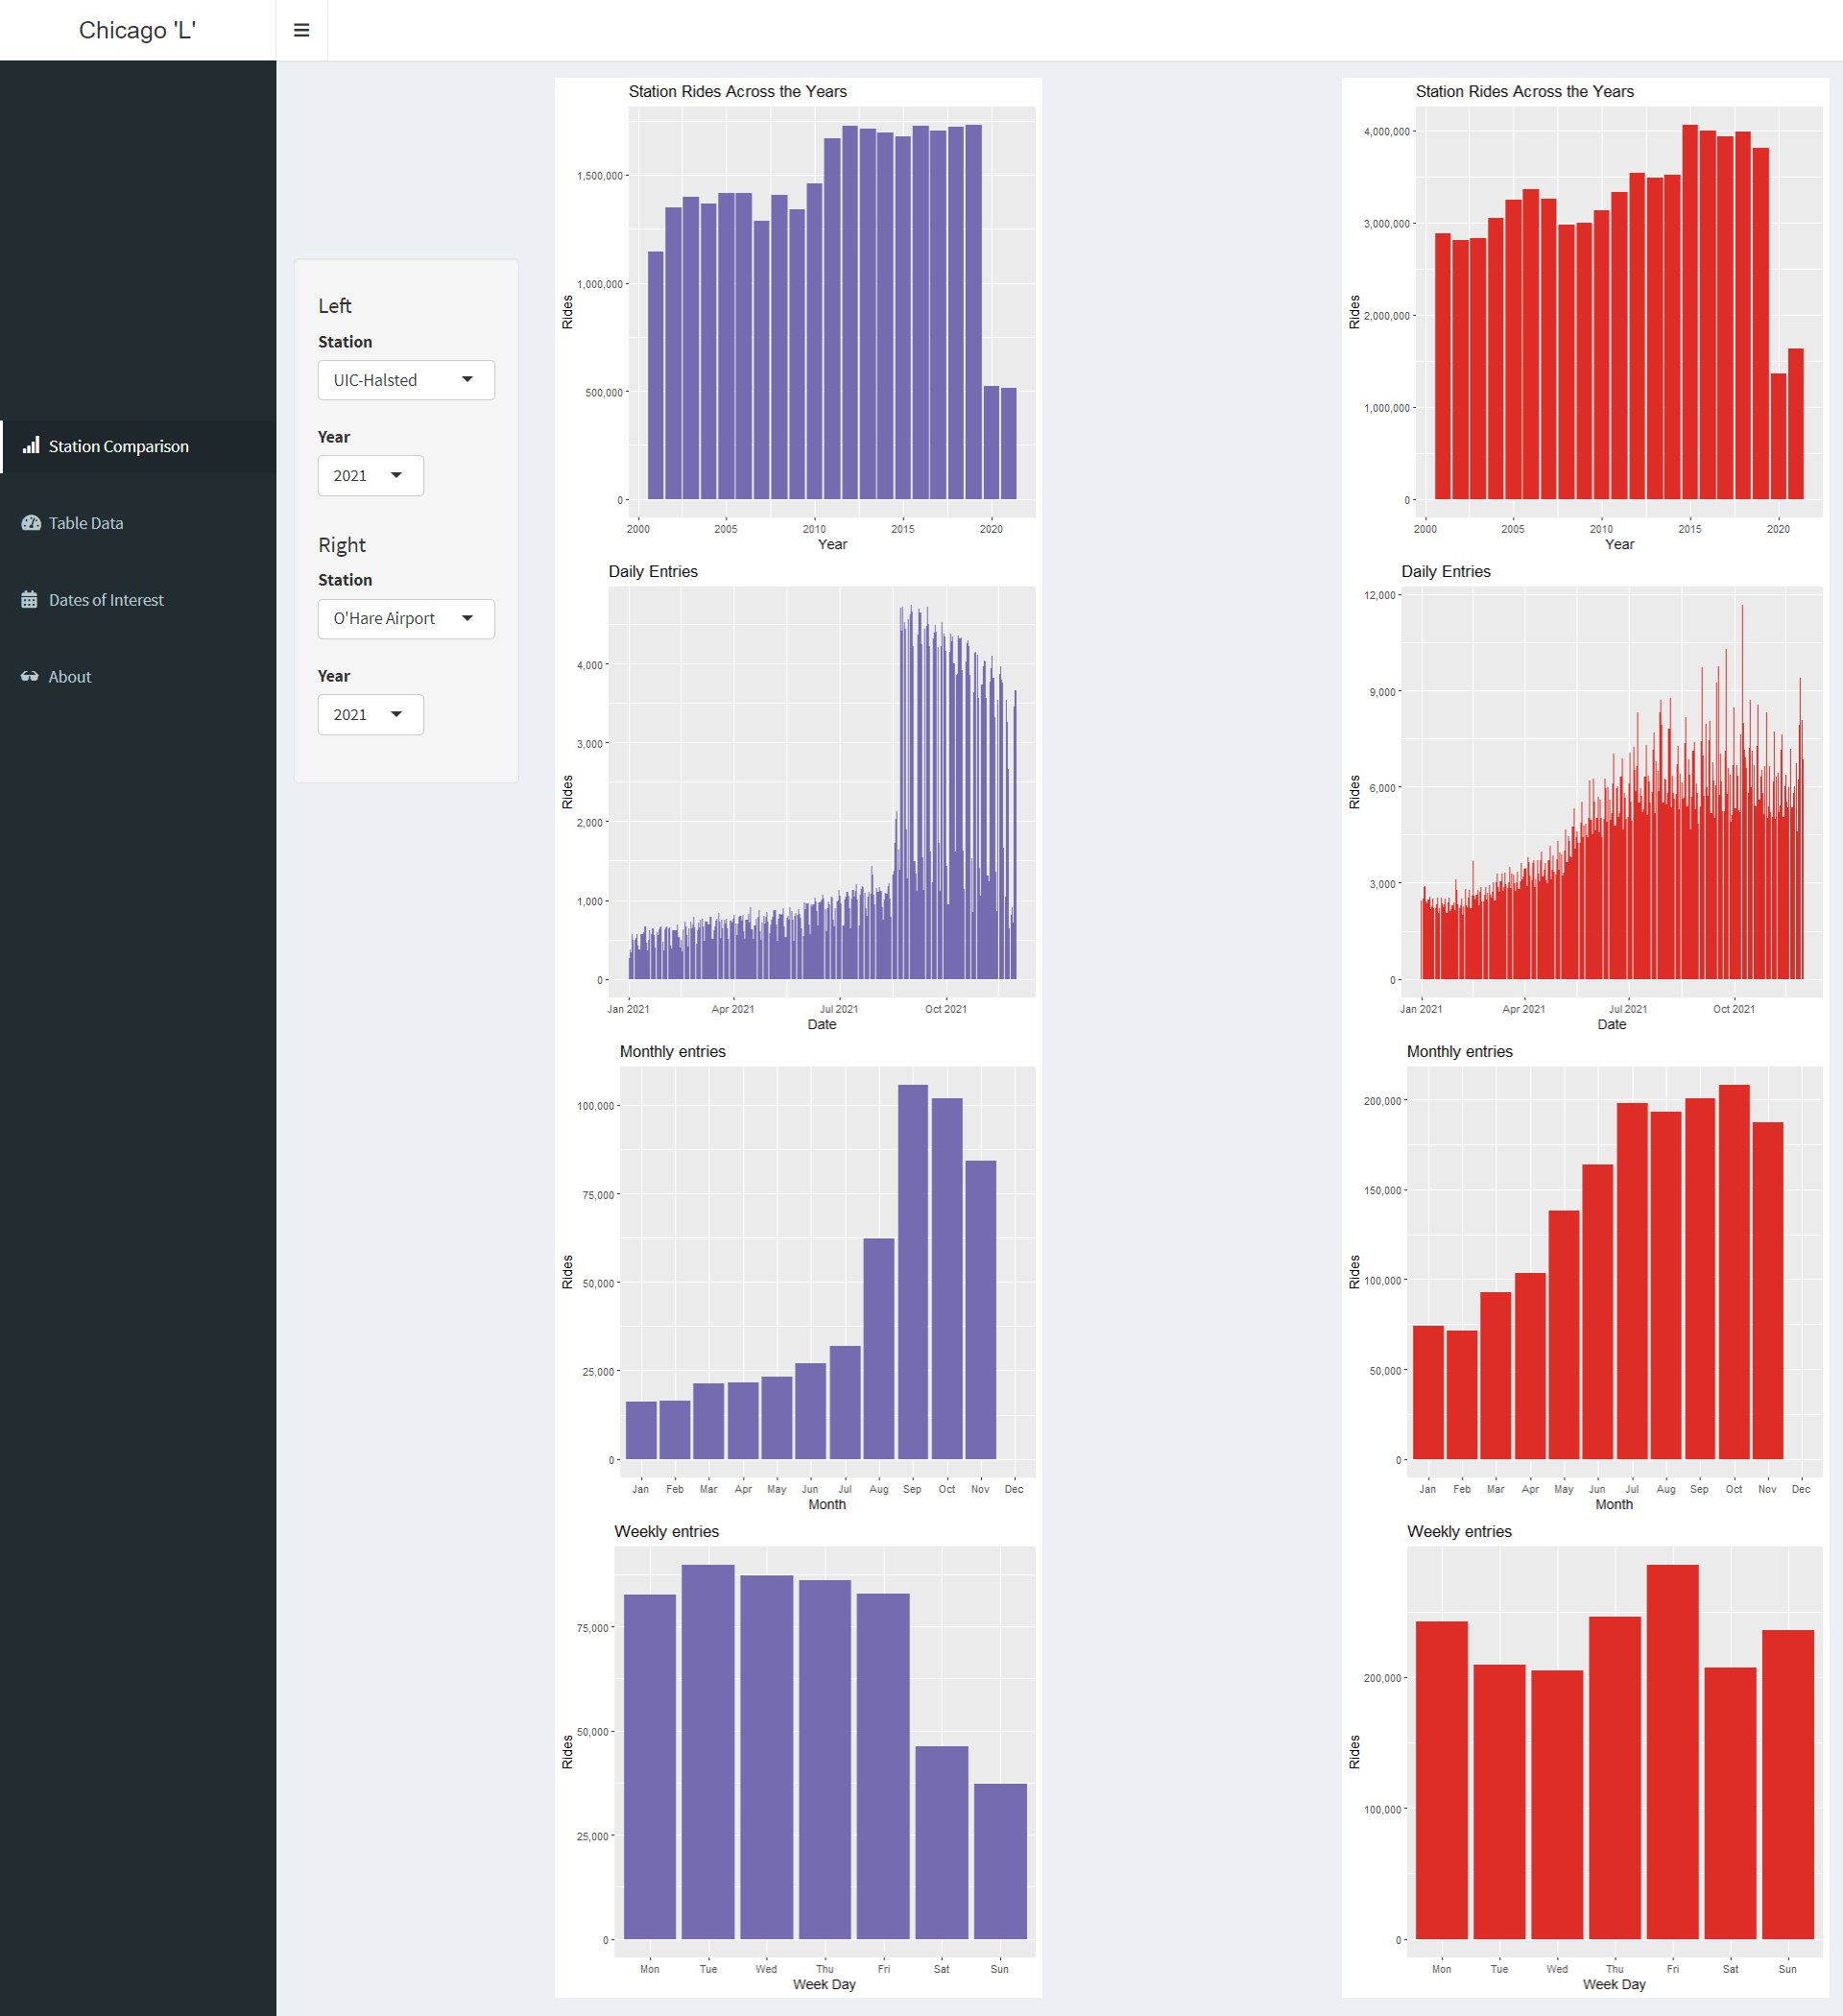 Chicago 'L'
Station Comparison
Table Data
Dates of Interest
About
Left
Station
UIC-Halsted
Year
2021
Right
Station
O'Hare Airport
Year
2021
Station Rides Across the Years
Rides
1,500,000
1,000,000
500,000
0
2000 2005 2010 2015 2020
Year
Daily Entries
Rides
4,000
3,000
2,000
1,000
0
Jan 2021 Apr 2021 Jul 2021 Oct 2021
Date
Monthly entries
Rides
100,000
75,000
50,000
25,000
0
Jan Feb Mar Apr May Jun Jul Aug Sep Oct Nov Dec
Month
Weekly entries
Rides
75,000
50,000
25,000
0
Mon Tue Wed Thu Fri Sat Sun
Week Day
Station Rides Across the Years
Rides
4,000,000
3,000,000
2,000,000
1,000,000
0
2000 2005 2010 2015 2020
Year
Daily Entries
Rides
12,000
9,000
6,000
3,000
0
Jan 2021 Apr 2021 Jul 2021 Oct 2021
Date
Monthly entries
Rides
200,000
150,000
100,000
50,000
0
Jan Feb Mar Apr May Jun Jul Aug Sep Oct Nov Dec
Month
Weekly entries
Rides
200,000
100,000
0
Mon Tue Wed Thu Fri Sat Sun
Week Day